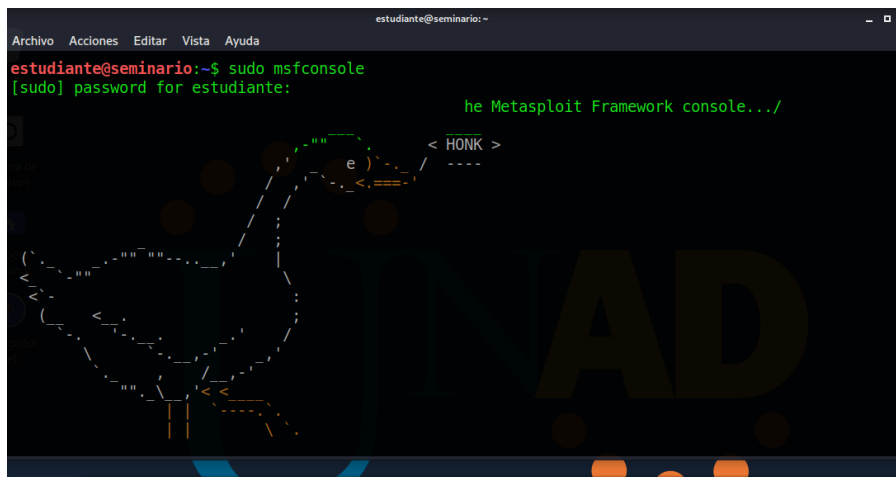 estudiante@seminario: ~
Archivo Acciones Editar Vista Ayuda
estudiante@seminario:~$ sudo msfconsole
[sudo] password for estudiante:
he Metasploit Framework console.../
< HONK >
e
UNAD